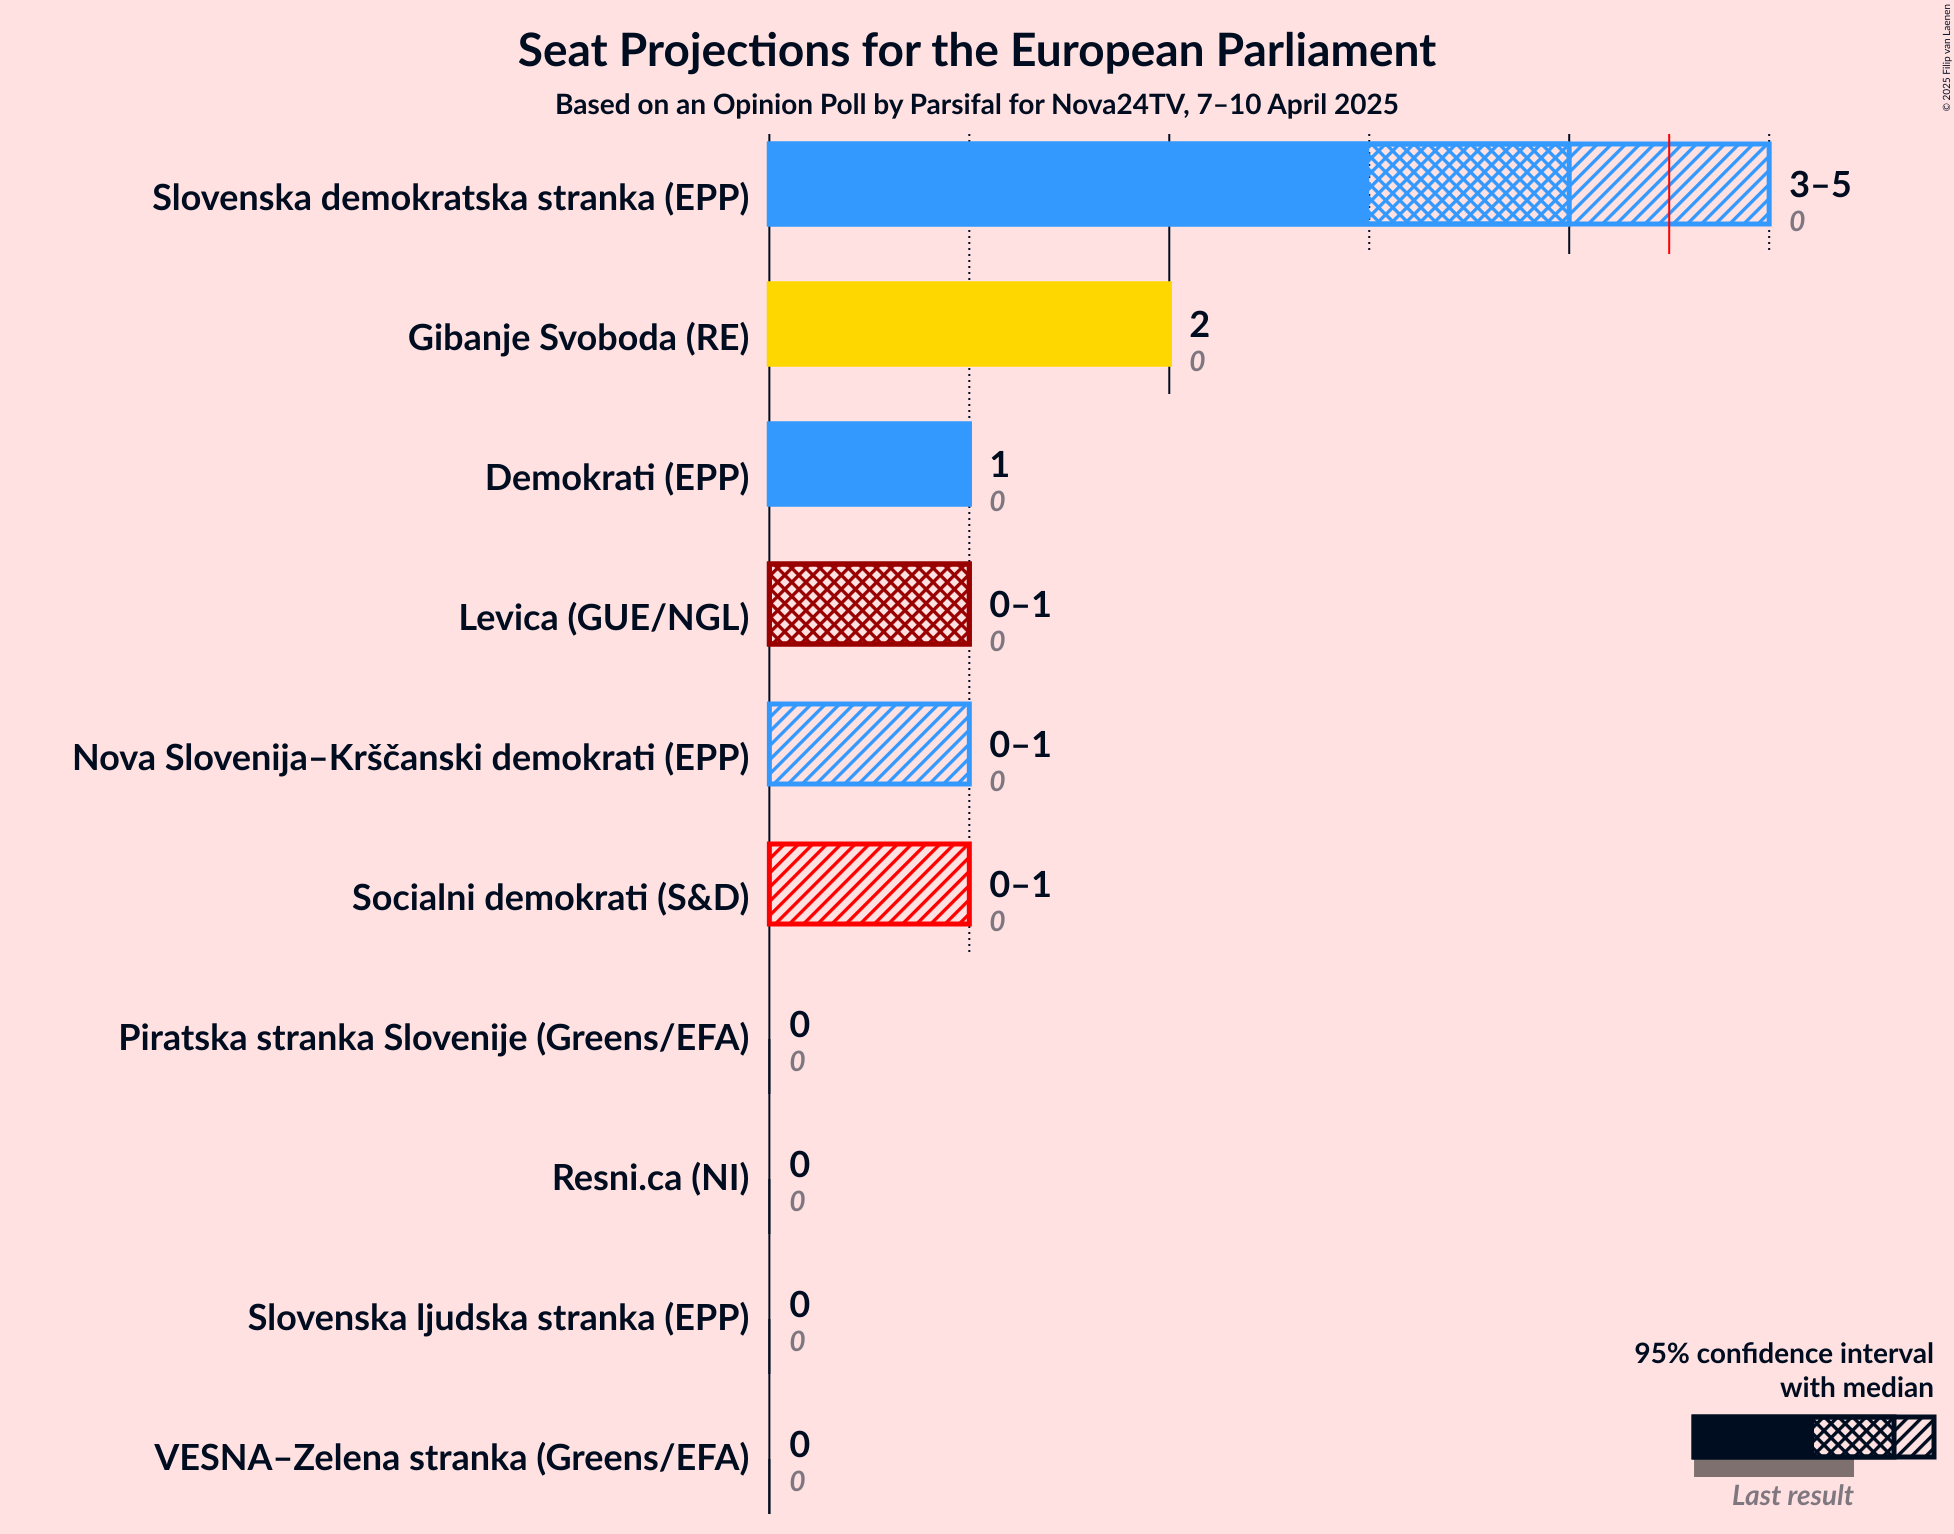 Seat Projections for the European Parliament
Based on an Opinion Poll by Parsifal for Nova24TV, 7–10 April 2025
© 2025 Filip van Laenen
Slovenska demokratska stranka (EPP)
3–5
0
Gibanje Svoboda (RE)
2
0
Demokrati (EPP)
1
0
Levica (GUE/NGL)
0–1
0
Nova Slovenija–Krščanski demokrati (EPP)
0–1
0
Socialni demokrati (S&D)
0–1
0
Piratska stranka Slovenije (Greens/EFA)
0
0
Resni.ca (NI)
0
0
Slovenska ljudska stranka (EPP)
0
0
VESNA–Zelena stranka (Greens/EFA)
0
0
95% confidence interval
with median
Last result